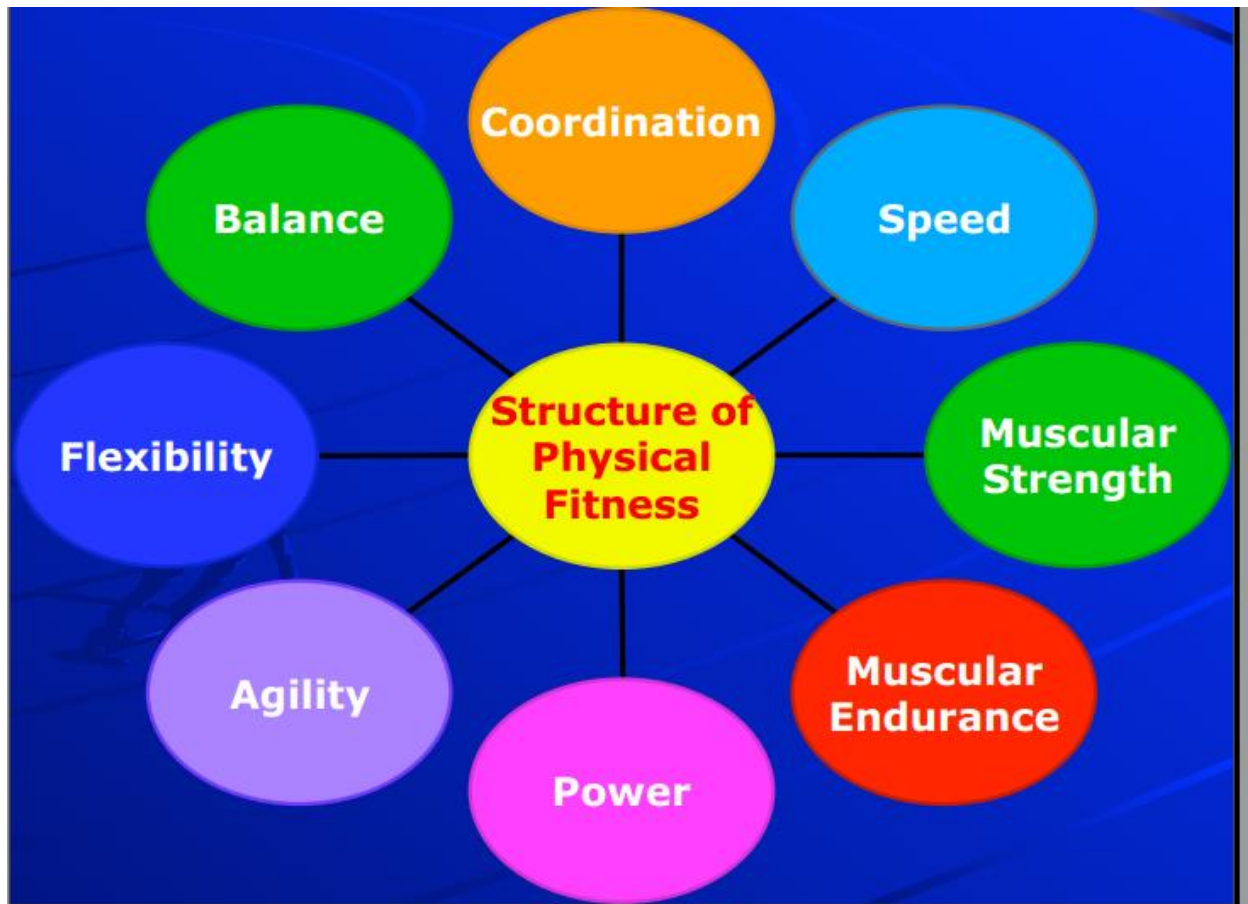 Coordination
Balance
Speed
Structure of
Physical
Fitness
Flexibility
Muscular
Strength
Agility
Muscular
Endurance
Power